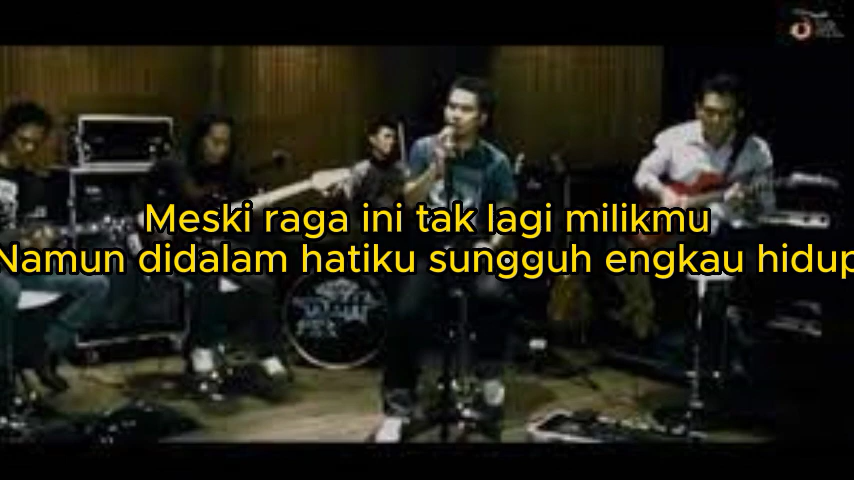 Meski raga ini tak lagi milikmu
Namun didalam hatiku sungguh engkau hidup